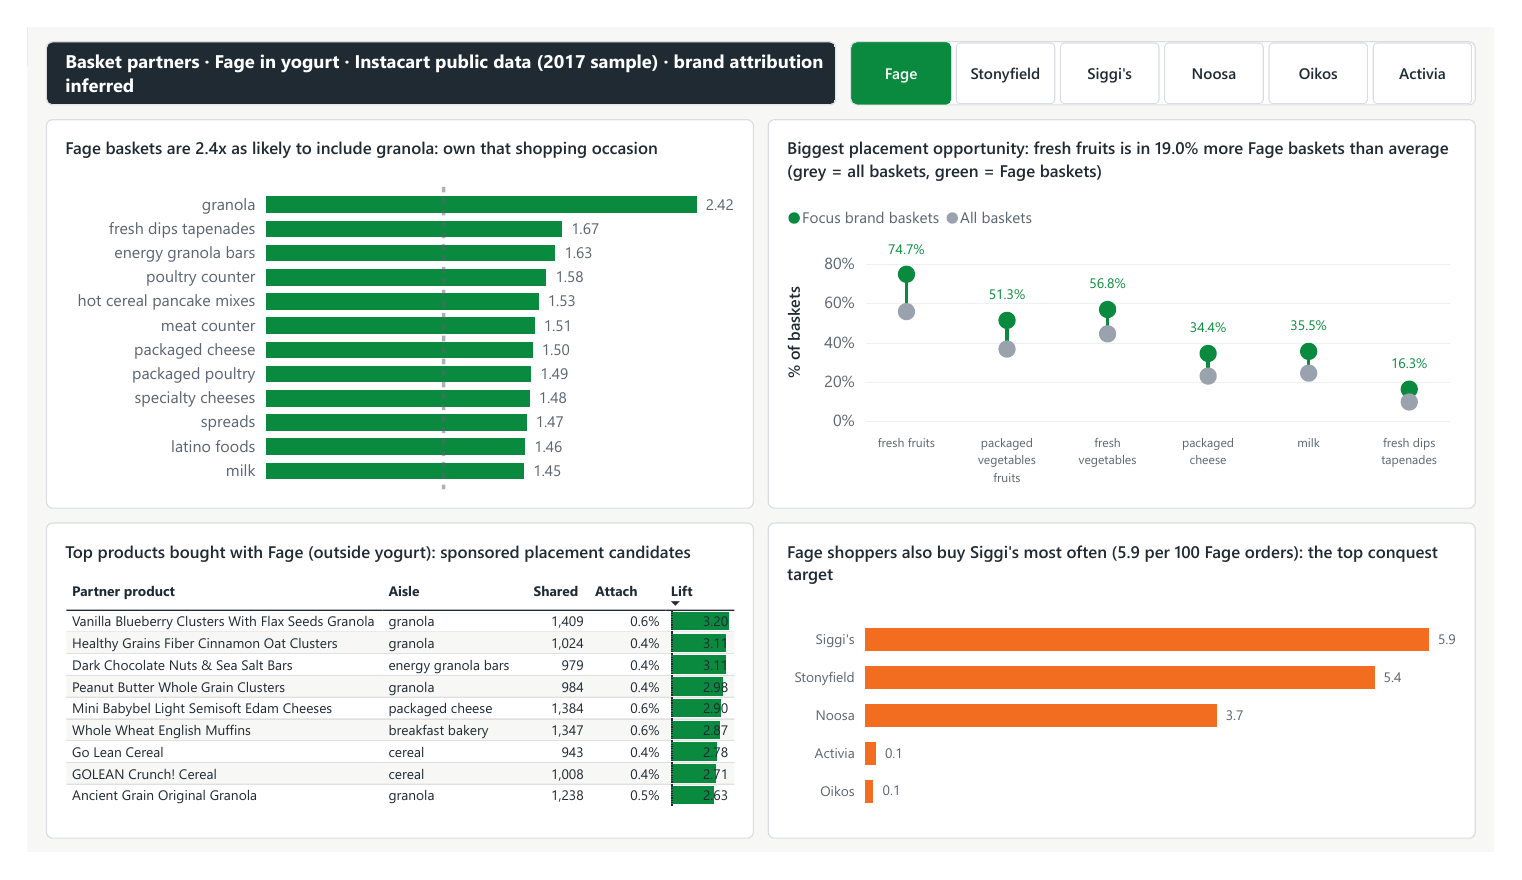 Basket partners · Fage in yogurt · Instacart public data (2017 sample) · brand attribution
inferred
Fage
Stonyfield
Siggi's
Noosa
Oikos
Activia
Fage baskets are 2.4x as likely to include granola: own that shopping occasion
granola 2.42
fresh dips tapenades 1.67
energy granola bars 1.63
poultry counter 1.58
hot cereal pancake mixes 1.53
meat counter 1.51
packaged cheese 1.50
packaged poultry 1.49
specialty cheeses 1.48
spreads 1.47
latino foods 1.46
milk 1.45
Biggest placement opportunity: fresh fruits is in 19.0% more Fage baskets than average
(grey = all baskets, green = Fage baskets)
Focus brand baskets All baskets
% of baskets
80%
60%
40%
20%
0%
74.7%
51.3%
56.8%
34.4%
35.5%
16.3%
fresh fruits
packaged
vegetables
fruits
fresh
vegetables
packaged
cheese
milk
fresh dips
tapenades
Top products bought with Fage (outside yogurt): sponsored placement candidates
Partner product Aisle Shared Attach Lift
Vanilla Blueberry Clusters With Flax Seeds Granola granola 1,409 0.6% 3.20
Healthy Grains Fiber Cinnamon Oat Clusters granola 1,024 0.4% 3.11
Dark Chocolate Nuts & Sea Salt Bars energy granola bars 979 0.4% 3.11
Peanut Butter Whole Grain Clusters granola 984 0.4% 2.98
Mini Babybel Light Semisoft Edam Cheeses packaged cheese 1,384 0.6% 2.90
Whole Wheat English Muffins breakfast bakery 1,347 0.6% 2.87
Go Lean Cereal cereal 943 0.4% 2.78
GOLEAN Crunch! Cereal cereal 1,008 0.4% 2.71
Ancient Grain Original Granola granola 1,238 0.5% 2.63
Fage shoppers also buy Siggi's most often (5.9 per 100 Fage orders): the top conquest
target
Siggi's 5.9
Stonyfield 5.4
Noosa 3.7
Activia 0.1
Oikos 0.1